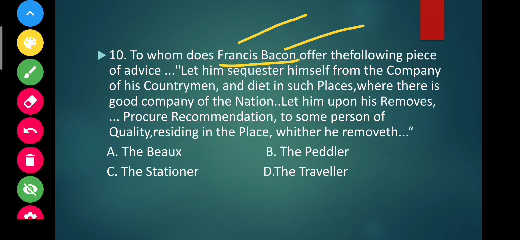 10. To whom does Francis Bacon offer thefollowing piece
of advice ..."Let him sequester himself from the Company
of his Countrymen, and diet in such Places,where there is
good company of the Nation..Let him upon his Removes,
... Procure Recommendation, to some person of
Quality,residing in the Place, whither he removeth..."
A. The Beaux B. The Peddler
C. The Stationer D.The Traveller